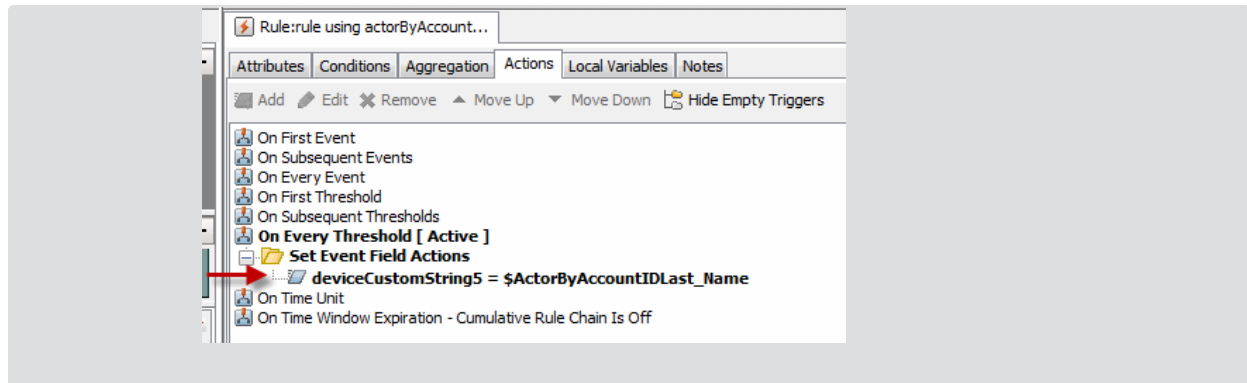 Rule:rule using actorByAccount...
Attributes Conditions Aggregation Actions Local Variables Notes
Add Edit Remove Move Up Move Down Hide Empty Triggers
On First Event
On Subsequent Events
On Every Event
On First Threshold
On Subsequent Thresholds
On Every Threshold [ Active ]
Set Event Field Actions
deviceCustomString5 = $ActorByAccountIDLast_Name
On Time Unit
On Time Window Expiration - Cumulative Rule Chain Is Off